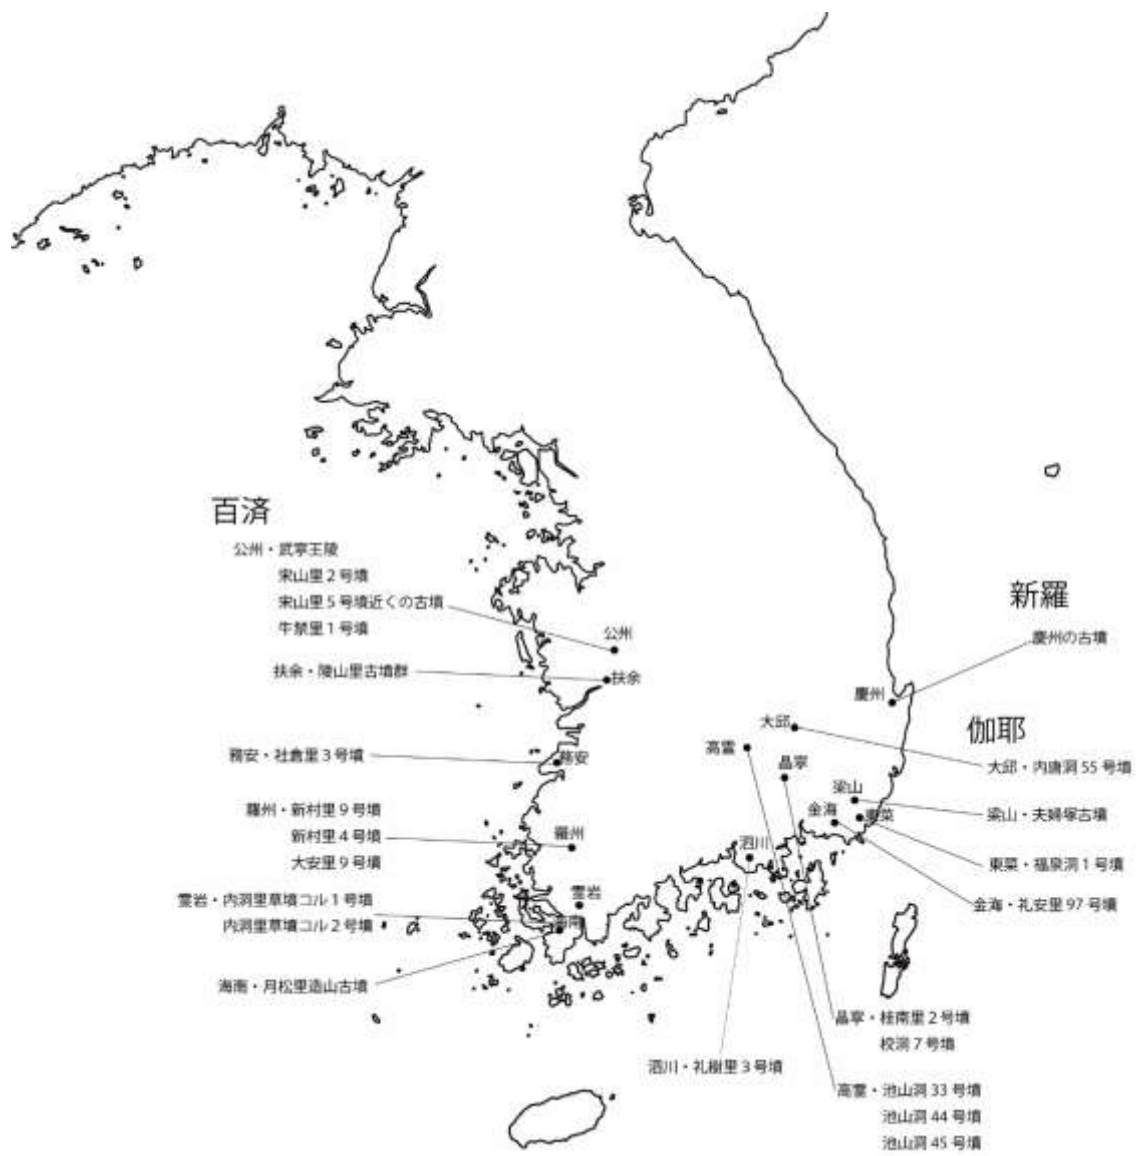 百済
公州・武寧王陵
宋山里2号墳
宋山里5号墳近くの古墳
牛禁里1号墳
公州
扶余・陵山里古墳群
扶余
務安・社倉里3号墳
務安
羅州・新村里9号墳
新村里4号墳
大安里9号墳
羅州
霊岩・内洞里草墳コル1号墳
内洞里草墳コル2号墳
霊岩
海南・月松里造山古墳
海南
新羅
慶州の古墳
慶州
伽耶
大邱
大邱・内唐洞55号墳
高霊
晶寧
梁山
梁山・夫婦塚古墳
金海
東菜
東菜・福泉洞1号墳
金海・礼安里97号墳
泗川
晶寧・桂南里2号墳
校洞7号墳
泗川・礼樹里3号墳
高霊・池山洞33号墳
池山洞44号墳
池山洞45号墳